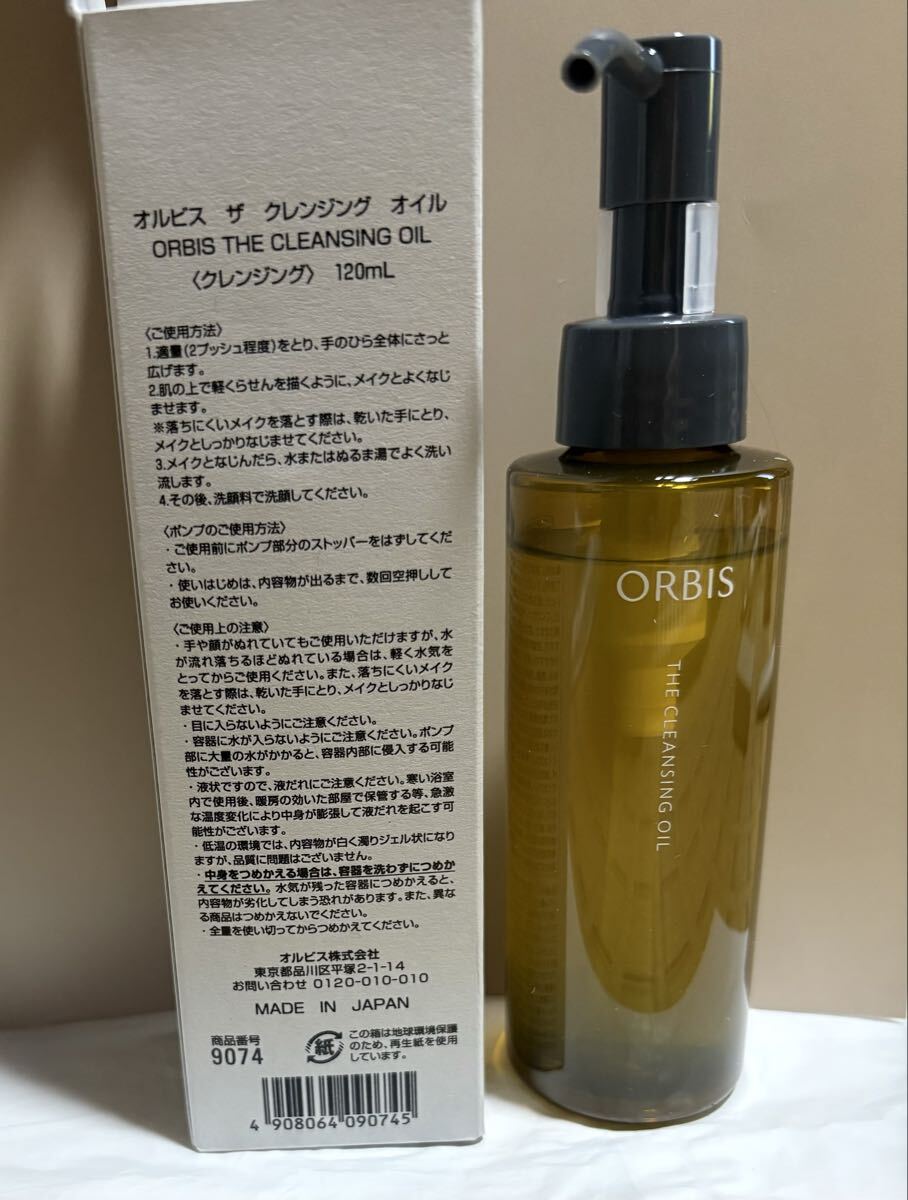 オルビス ザ クレンジング オイル
ORBIS THE CLEANSING OIL
〈クレンジング〉 120mL
〈ご使用方法〉
1.適量(2プッシュ程度)をとり、手のひら全体にさっと
広げます。
2.肌の上で軽くらせんを描くように、メイクとよくなじ
ませます。
※落ちにくいメイクを落とす際は、乾いた手にとり、
メイクとしっかりなじませてください。
3.メイクとなじんだら、水またはぬるま湯でよく洗い
流します。
4.その後、洗顔料で洗顔してください。
〈ポンプのご使用方法〉
・ご使用前にポンプ部分のストッパーをはずしてくだ
さい。
・使いはじめは、内容物が出るまで、数回空押しして
お使いください。
〈ご使用上の注意〉
・手や顔がぬれていてもご使用いただけますが、水
が流れ落ちるほどぬれている場合は、軽く水気を
とってからご使用ください。また、落ちにくいメイク
を落とす際は、乾いた手にとり、メイクとしっかりなじ
ませてください。
・目に入らないようにご注意ください。
・容器に水が入らないようにご注意ください。ポンプ
部に大量の水がかかると、容器内部に侵入する可能
性がございます。
・液状ですので、液だれにご注意ください。寒い浴室
内で使用後、暖房の効いた部屋で保管する等、急激
な温度変化により中身が膨張して液だれを起こす可
能性がございます。
・低温の環境では、内容物が白く濁りジェル状になり
ますが、品質に問題はございません。
・中身をつめかえる場合は、容器を洗わずにつめか
えてください。水気が残った容器につめかえると、
内容物が劣化してしまう恐れがあります。また、異な
る商品はつめかえないでください。
・全量を使い切ってからつめかえてください。
オルビス株式会社
東京都品川区平塚2-1-14
お問い合わせ 0120-010-010
MADE IN JAPAN
商品番号
9074
紙
この箱は地球環境保護
のため、再生紙を使用
しています。
4 908064 090745
ORBIS
THE CLEANSING OIL